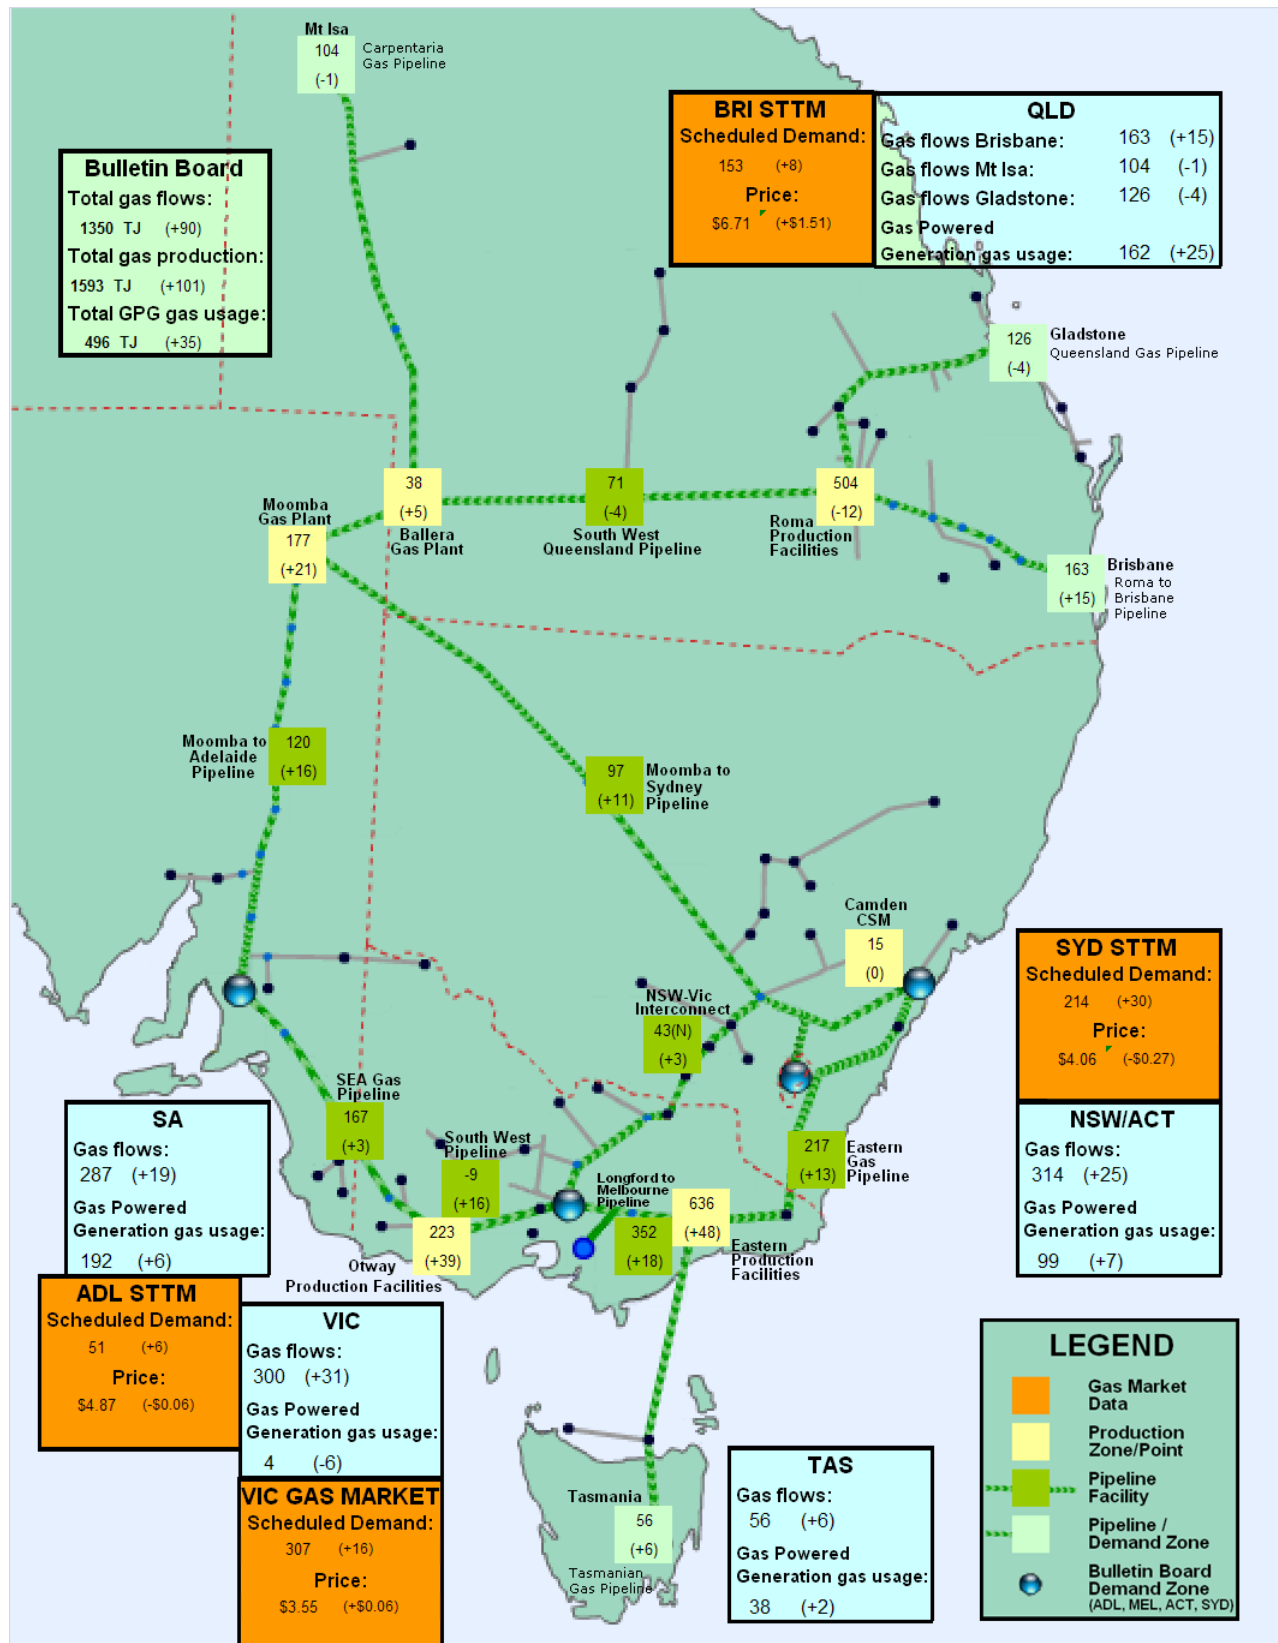 Mt Isa
104
(-1)
Carpentaria
Gas Pipeline
BRI STTM
Scheduled Demand:
153 (+8)
Price:
$6.71 (+$1.51)
QLD
Gas flows Brisbane: 163 (+15)
Gas flows Mt Isa: 104 (-1)
Gas flows Gladstone: 126 (-4)
Gas Powered
Generation gas usage: 162 (+25)
Bulletin Board
Total gas flows:
1350 TJ (+90)
Total gas production:
1593 TJ (+101)
Total GPG gas usage:
496 TJ (+35)
126
(-4)
Gladstone
Queensland Gas Pipeline
38
(+5)
Ballera
Gas Plant
71
(-4)
South West
Queensland Pipeline
504
(-12)
Roma
Production
Facilities
Moomba
Gas Plant
177
(+21)
163
(+15)
Brisbane
Roma to
Brisbane
Pipeline
Moomba to
Adelaide
Pipeline
120
(+16)
97
(+11)
Moomba to
Sydney
Pipeline
Camden
CSM
15
(0)
SYD STTM
Scheduled Demand:
214 (+30)
Price:
$4.06 (-$0.27)
NSW-Vic
Interconnect
43(N)
(+3)
SEA Gas
Pipeline
167
(+3)
SA
Gas flows:
287 (+19)
Gas Powered
Generation gas usage:
192 (+6)
NSW/ACT
Gas flows:
314 (+25)
Gas Powered
Generation gas usage:
99 (+7)
South West
Pipeline
-9
(+16)
Longford to
Melbourne
Pipeline
352
(+18)
636
(+48)
Eastern
Production
Facilities
217
(+13)
Eastern
Gas
Pipeline
223
(+39)
Otway
Production Facilities
ADL STTM
Scheduled Demand:
51 (+6)
Price:
$4.87 (-$0.06)
VIC
Gas flows:
300 (+31)
Gas Powered
Generation gas usage:
4 (-6)
VIC GAS MARKET
Scheduled Demand:
307 (+16)
Price:
$3.55 (+$0.06)
Tasmania
56
(+6)
Tasmanian
Gas Pipeline
TAS
Gas flows:
56 (+6)
Gas Powered
Generation gas usage:
38 (+2)
LEGEND
Gas Market
Data
Production
Zone/Point
Pipeline
Facility
Pipeline /
Demand Zone
Bulletin Board
Demand Zone
(ADL, MEL, ACT, SYD)